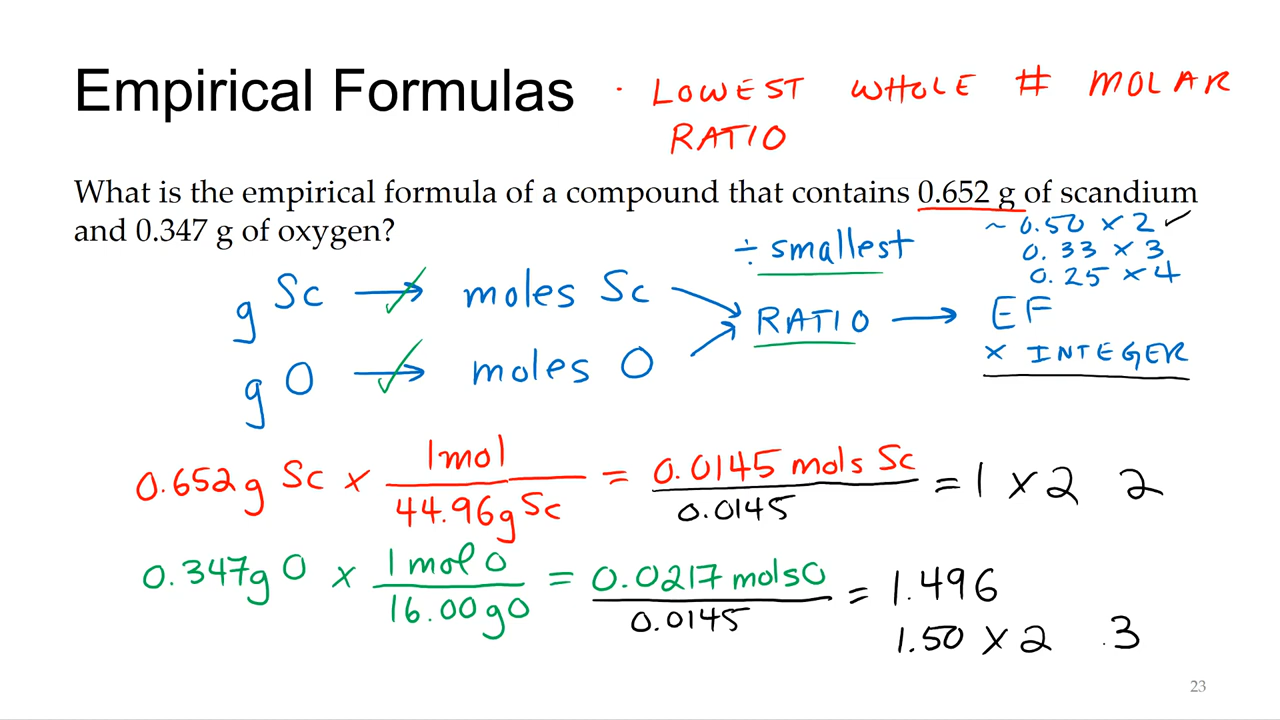 Empirical Formulas · LOWEST WHOLE # MOLAR
RATIO
What is the empirical formula of a compound that contains 0.652 g of scandium
and 0.347 g of oxygen?
~ 0.50 × 2 ✓
0.33 × 3
0.25 × 4
÷ smallest
g Sc → moles Sc
RATIO → EF
g O → moles O
× INTEGER
0.652g Sc × 1mol / 44.96g Sc = 0.0145 mols Sc / 0.0145 = 1 × 2 2
0.347g O × 1mol O / 16.00g O = 0.0217 mols O / 0.0145 = 1.496
1.50 × 2 3
23